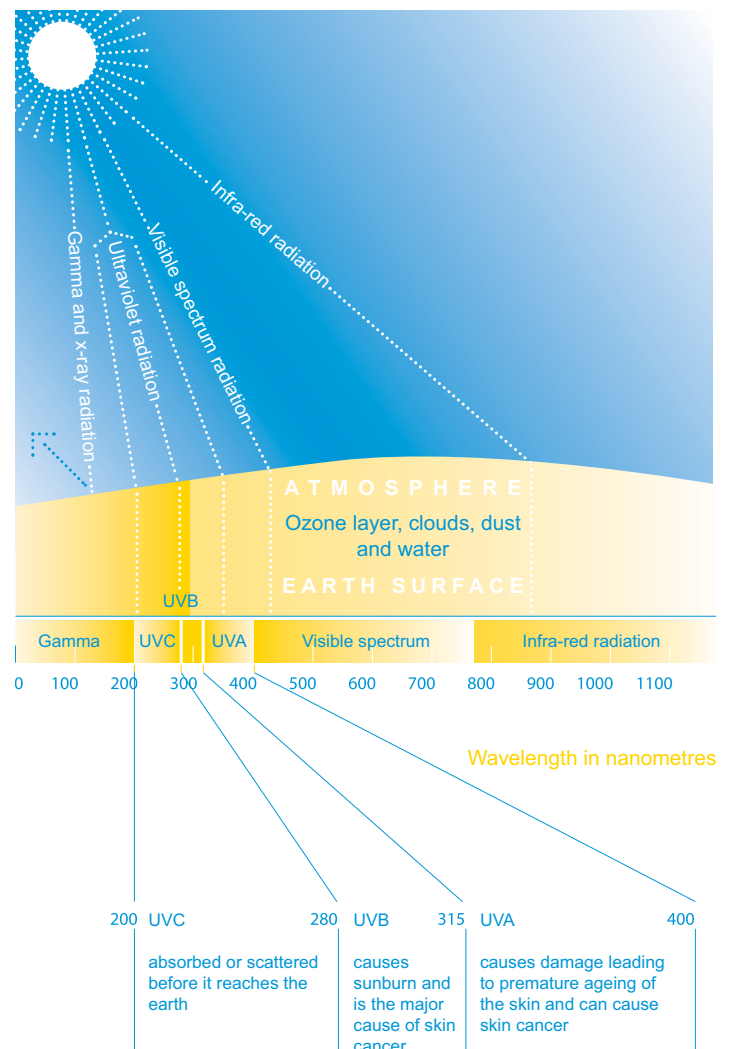 Infra-red radiation
Visible spectrum radiation
Ultraviolet radiation
Gamma and x-ray radiation
ATMOSPHERE
Ozone layer, clouds, dust
and water
EARTH SURFACE
UVB
Gamma UVC UVA Visible spectrum Infra-red radiation
0 100 200 300 400 500 600 700 800 900 1000 1100
Wavelength in nanometres
200 UVC 280 UVB 315 UVA 400
absorbed or scattered
before it reaches the
earth
causes
sunburn and
is the major
cause of skin
cancer
causes damage leading
to premature ageing of
the skin and can cause
skin cancer